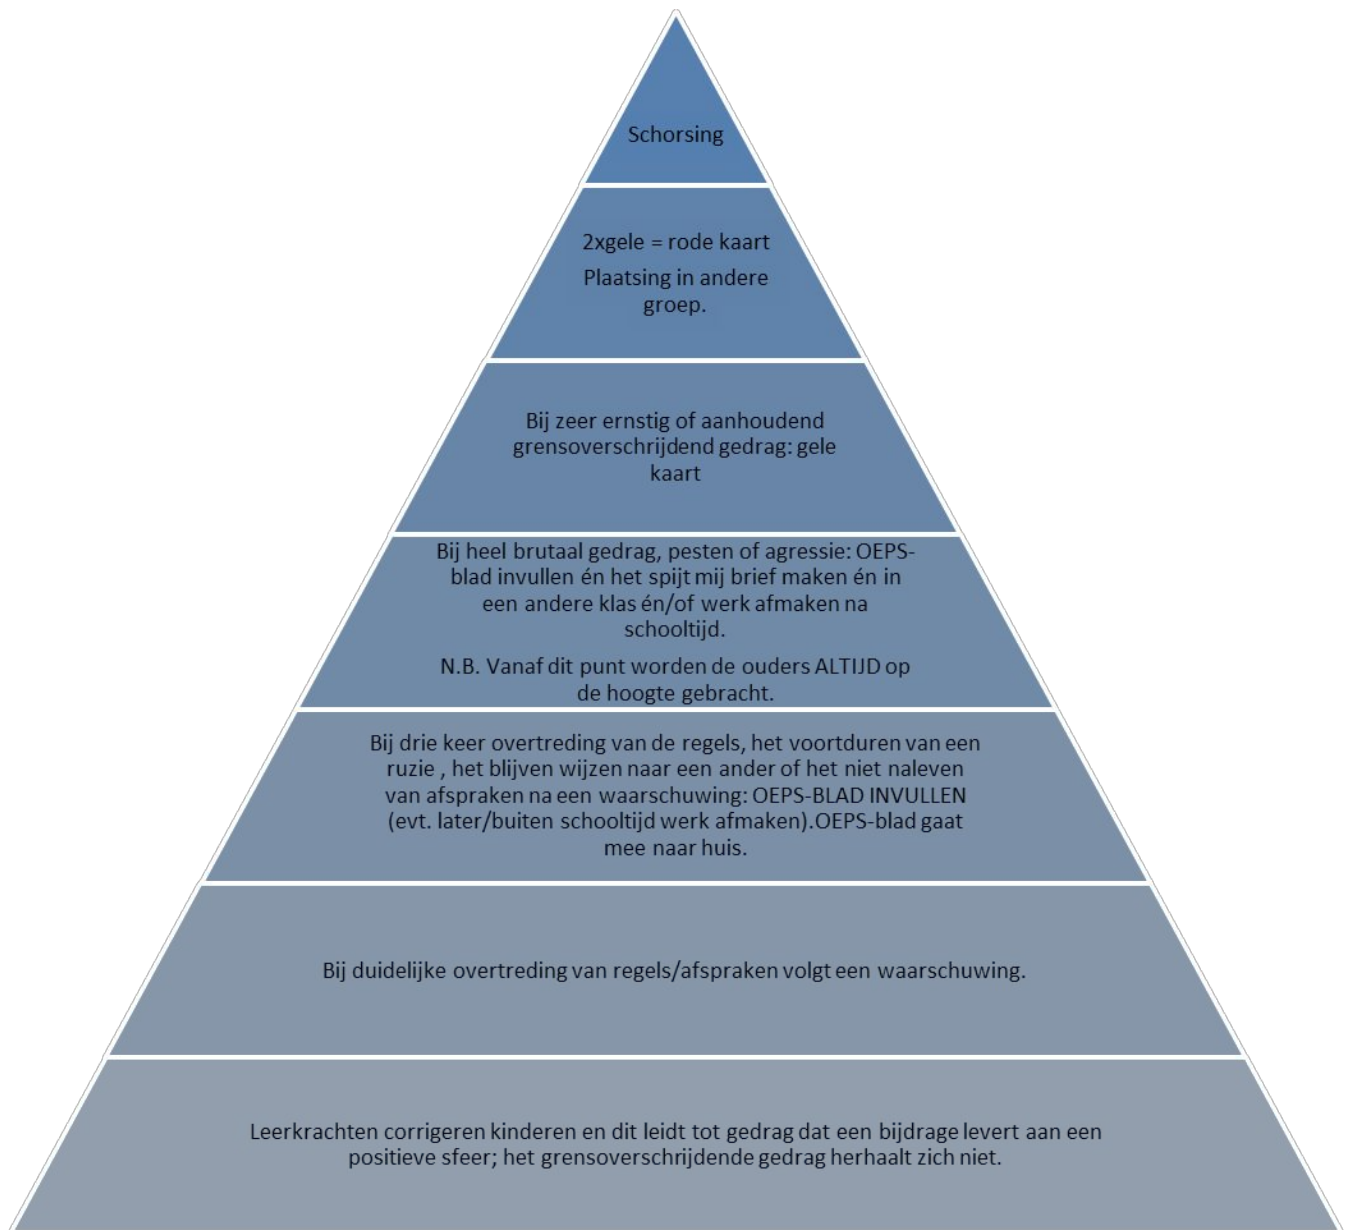 Schorsing
2xgele = rode kaart
Plaatsing in andere
groep.
Bij zeer ernstig of aanhoudend
grensoverschrijdend gedrag: gele
kaart
Bij heel brutaal gedrag, pesten of agressie: OEPS-
blad invullen én het spijt mij brief maken én in
een andere klas én/of werk afmaken na
schooltijd.
N.B. Vanaf dit punt worden de ouders ALTIJD op
de hoogte gebracht.
Bij drie keer overtreding van de regels, het voortduren van een
ruzie , het blijven wijzen naar een ander of het niet naleven
van afspraken na een waarschuwing: OEPS-BLAD INVULLEN
(evt. later/buiten schooltijd werk afmaken).OEPS-blad gaat
mee naar huis.
Bij duidelijke overtreding van regels/afspraken volgt een waarschuwing.
Leerkrachten corrigeren kinderen en dit leidt tot gedrag dat een bijdrage levert aan een
positieve sfeer; het grensoverschrijdende gedrag herhaalt zich niet.